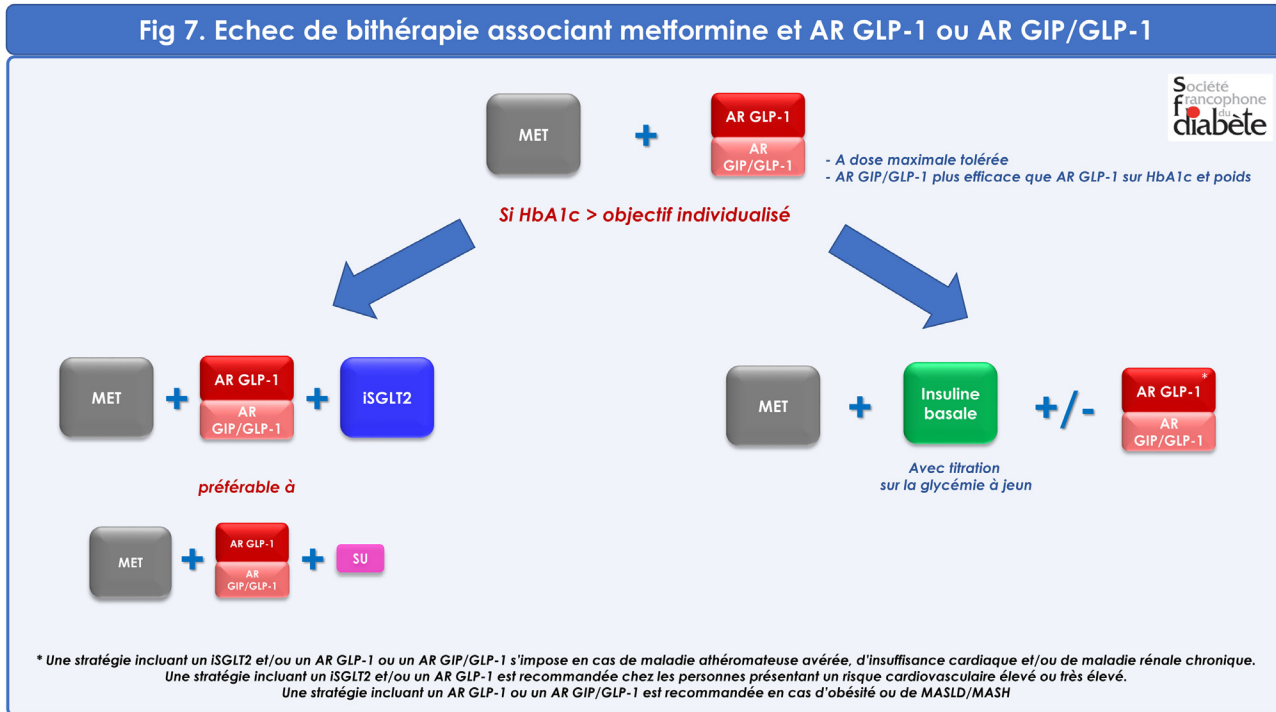 Fig 7. Echec de bithérapie associant metformine et AR GLP-1 ou AR GIP/GLP-1
Société
francophone
du
diabète
MET
+
AR GLP-1
AR
GIP/GLP-1
- A dose maximale tolérée
- AR GIP/GLP-1 plus efficace que AR GLP-1 sur HbA1c et poids
Si HbA1c > objectif individualisé
MET
+
AR GLP-1
AR
GIP/GLP-1
+
iSGLT2
préférable à
MET
+
AR GLP-1
AR
GIP/GLP-1
+
SU
MET
+
Insuline
basale
+/-
AR GLP-1 *
AR
GIP/GLP-1
Avec titration
sur la glycémie à jeun
* Une stratégie incluant un iSGLT2 et/ou un AR GLP-1 ou un AR GIP/GLP-1 s'impose en cas de maladie athéromateuse avérée, d'insuffisance cardiaque et/ou de maladie rénale chronique.
Une stratégie incluant un iSGLT2 et/ou un AR GLP-1 est recommandée chez les personnes présentant un risque cardiovasculaire élevé ou très élevé.
Une stratégie incluant un AR GLP-1 ou un AR GIP/GLP-1 est recommandée en cas d'obésité ou de MASLD/MASH